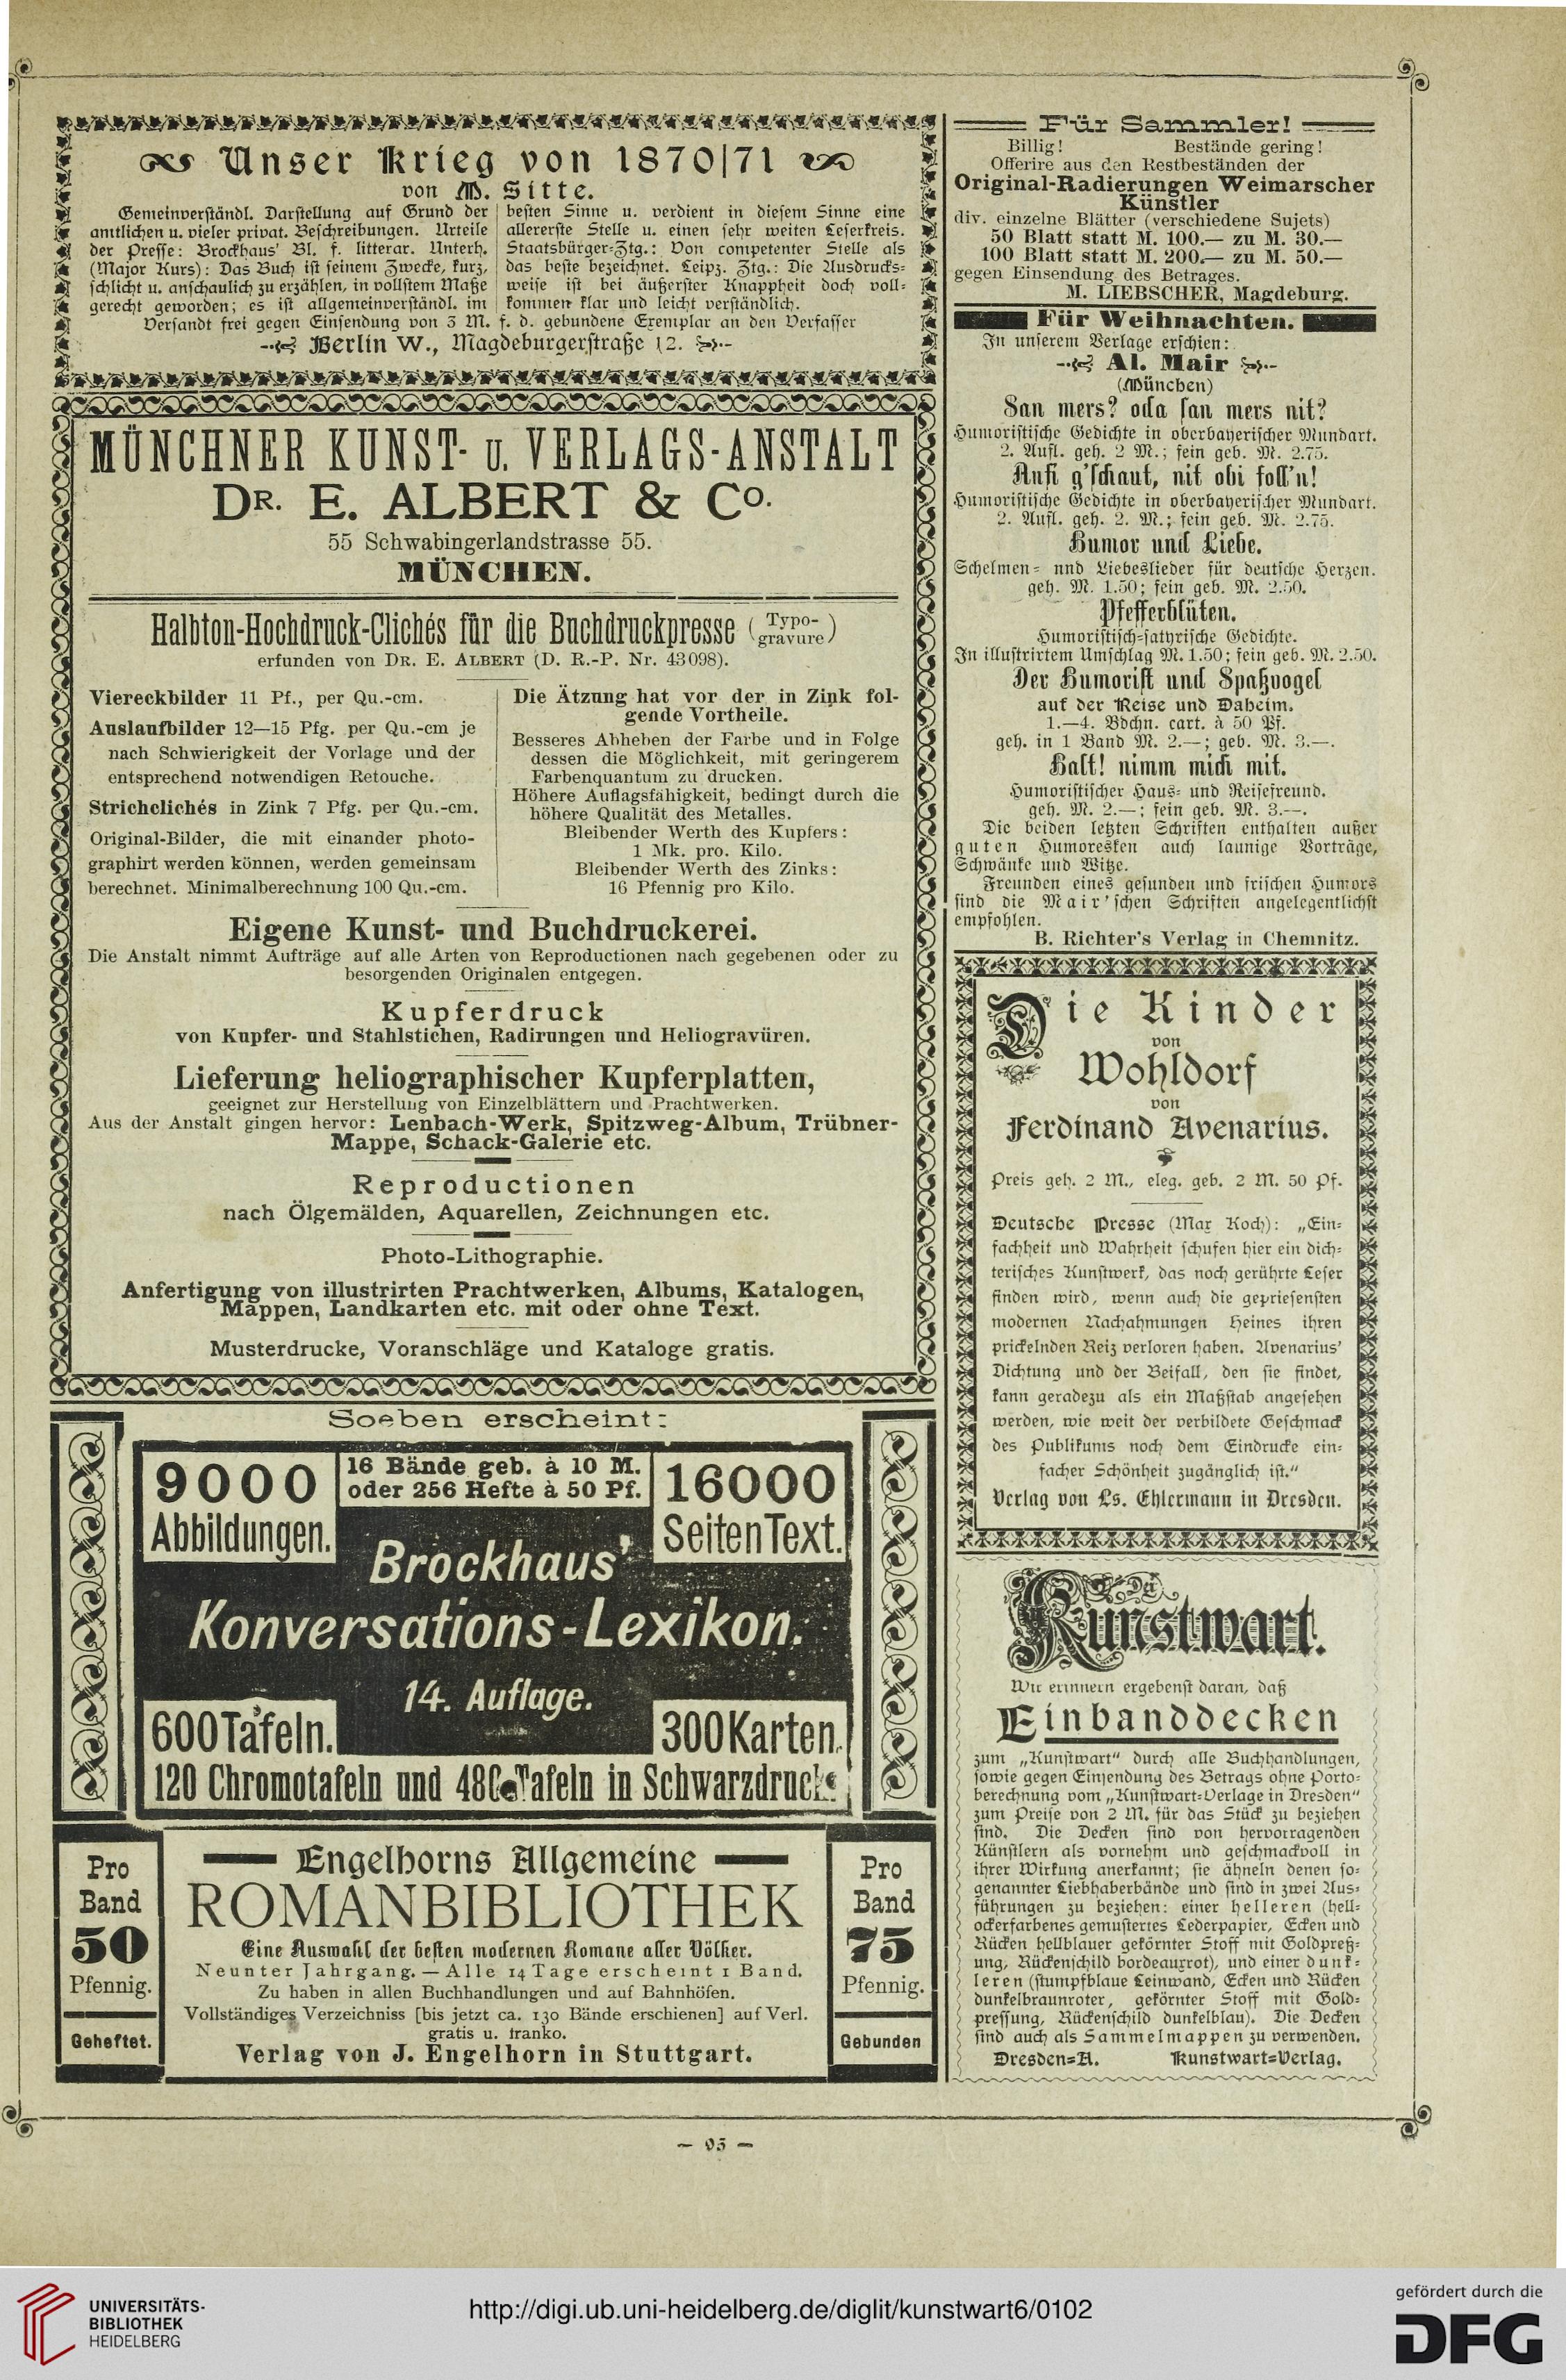 Unser Krieg von 1870/71
von M. Sitte.
Gemeinverständl. Darstellung auf Grund der
amtlichen u. vieler privat. Beschreibungen. Urteile
der Presse: Brockhaus' Bl. f. litterar. Unterh.
(Major Kurs): Das Buch ist seinem Zwecke, kurz,
schlicht u. anschaulich zu erzählen, in vollstem Maße
gerecht geworden; es ist allgemeinverständl. im
besten Sinne u. verdient in diesem Sinne eine
allererste Stelle u. einen sehr weiten Leserkreis.
Staatsbürger-Ztg.: Von competenter Stelle als
das beste bezeichnet. Leipz. Ztg.: Die Ausdrucks-
weise ist bei äußerster Knappheit doch voll-
kommen klar und leicht verständlich.
Versandt frei gegen Einsendung von 3 M. f. d. gebundene Exemplar an den Verfasser
Berlin W., Magdeburgerstraße 12.
MÜNCHNER KUNST- u. VERLAGS-ANSTALT
DR. E. ALBERT & Co.
55 Schwabingerlandstrasse 55.
MÜNCHEN.
Halbton-Hochdruck-Clichés für die Buchdruckpresse (Typo-gravure)
erfunden von DR. E. ALBERT (D. R.-P. Nr. 43098).
Viereckbilder 11 Pf., per Qu.-cm.
Auslaufbilder 12—15 Pfg. per Qu.-cm je
nach Schwierigkeit der Vorlage und der
entsprechend notwendigen Retouche.
Strichclichés in Zink 7 Pfg. per Qu.-cm.
Original-Bilder, die mit einander photo-
graphirt werden können, werden gemeinsam
berechnet. Minimalberechnung 100 Qu.-cm.
Die Ätzung hat vor der in Zink fol-
gende Vortheile.
Besseres Abheben der Farbe und in Folge
dessen die Möglichkeit, mit geringerem
Farbenquantum zu drucken.
Höhere Auflagsfähigkeit, bedingt durch die
höhere Qualität des Metalles.
Bleibender Werth des Kupfers:
1 Mk. pro. Kilo.
Bleibender Werth des Zinks:
16 Pfennig pro Kilo.
Eigene Kunst- und Buchdruckerei.
Die Anstalt nimmt Aufträge auf alle Arten von Reproductionen nach gegebenen oder zu
besorgenden Originalen entgegen.
Kupferdruck
von Kupfer- und Stahlstichen, Radirungen und Heliogravüren.
Lieferung heliographischer Kupferplatten,
geeignet zur Herstellung von Einzelblättern und Prachtwerken.
Aus der Anstalt gingen hervor: Lenbach-Werk, Spitzweg-Album, Trübner-
Mappe, Schack-Galerie etc.
Reproductionen
nach Ölgemälden, Aquarellen, Zeichnungen etc.
Photo-Lithographie.
Anfertigung von illustrirten Prachtwerken, Albums, Katalogen,
Mappen, Landkarten etc. mit oder ohne Text.
Musterdrucke, Voranschläge und Kataloge gratis.
Soeben erscheint:
9000
Abbildungen.
16 Bände geb. à 10 M.
oder 256 Hefte à 50 Pf.
16000
Seiten Text.
Brockhaus'
Konversations-Lexikon.
14. Auflage.
600 Tafeln.
300 Karten.
120 Chromotafeln und 480 Tafeln in Schwarzdruck.
Pro
Band
50
Pfennig.
Geheftet.
Engelhorns Allgemeine
ROMANBIBLIOTHEK
Eine Auswahl der besten modernen Romane aller Völker.
Neunter Jahrgang. — Alle 14 Tage erscheint 1 Band.
Zu haben in allen Buchhandlungen und auf Bahnhöfen.
Vollständiges Verzeichniss [bis jetzt ca. 130 Bände erschienen] auf Verl.
gratis u. franko.
Verlag von J. Engelhorn in Stuttgart.
Pro
Band
75
Pfennig.
Gebunden
Für Sammler!
Billig! Bestände gering!
Offerire aus den Restbeständen der
Original-Radierungen Weimarscher
Künstler
div. einzelne Blätter (verschiedene Sujets)
50 Blatt statt M. 100.— zu M. 30.—
100 Blatt statt M. 200.— zu M. 50.—
gegen Einsendung des Betrages.
M. LIEBSCHER, Magdeburg.
Für Weihnachten.
In unserem Verlage erschien:
Al. Mair
(München)
San mers? oda san mers nit?
Humoristische Gedichte in oberbayerischer Mundart.
2. Aufl. geh. 2 M.; fein geb. M. 2.75.
Aufi g'schaut, nit obi foll'n!
Humoristische Gedichte in oberbayerischer Mundart.
2. Aufl. geh. 2. M.; fein geb. M. 2.75.
Humor und Liebe.
Schelmen- nnd Liebeslieder für deutsche Herzen.
geh. M. 1.50; fein geb. M. 2.50.
Pfefferblüten.
Humoristisch-satyrische Gedichte.
In illustrirtem Umschlag M. 1.50; fein geb. M. 2.50.
Der Humorist und Spaßvogel
auf der Reise und Daheim.
1.—4. Bdchn. cart. à 50 Pf.
geh. in 1 Band M. 2.—; geb. M. 3.—.
Halt! nimm mich mit.
Humoristischer Haus- und Reisefreund.
geh. M. 2.—; fein geb. M. 3.—.
Die beiden letzten Schriften enthalten außer
guten Humoresken auch launige Vorträge,
Schwänke und Witze.
Freunden eines gesunden und frischen Humors
sind die Mair'schen Schriften angelegentlichst
empfohlen.
B. Richter's Verlag in Chemnitz.
Die Kinder
von
Wohldorf
von
Ferdinand Avenarius.
Preis geh. 2 M., eleg. geb. 2 M. 50 Pf.
Deutsche Presse (Max Koch): „Ein-
fachheit und Wahrheit schufen hier ein dich-
terisches Kunstwerk, das noch gerührte Leser
finden wird, wenn auch die gepriesensten
modernen Nachahmungen Heines ihren
prickelnden Reiz verloren haben. Avenarius'
Dichtung und der Beifall, den sie findet,
kann geradezu als ein Maßstab angesehen
werden, wie weit der verbildete Geschmack
des Publikums noch dem Eindrucke ein-
facher Schönheit zugänglich ist."
Verlag von Ls. Ehlermann in Dresden.
Der
Kunstwart.
Wir erinnern ergebenst daran, daß
Einbanddecken
zum „Kunstwart" durch alle Buchhandlungen,
sowie gegen Einsendung des Betrags ohne Porto-
berechnung vom „Kunstwart-Verlage in Dresden"
zum Preise von 2 M. für das Stück zu beziehen
sind. Die Decken sind von hervorragenden
Künstlern als vornehm und geschmackvoll in
ihrer Wirkung anerkannt; sie ähneln denen so-
genannter Liebhaberbände und sind in zwei Aus-
führungen zu beziehen: einer helleren (hell-
ockerfarbenes gemustertes Lederpapier, Ecken und
Rücken hellblauer gekörnter Stoff mit Goldpreß-
ung, Rückenschild bordeauxrot), und einer dunk-
leren (stumpfblaue Leinwand, Ecken und Rücken
dunkelbraunroter, gekörnter Stoff mit Gold-
pressung, Rückenschild dunkelblau). Die Decken
sind auch als Sammelmappen zu verwenden.
Dresden-A. Kunstwart-Verlag.
— 95 —
UNIVERSITÄTS-
BIBLIOTHEK
HEIDELBERG
http://digi.ub.uni-heidelberg.de/diglit/kunstwart6/0102
gefördert durch die
DFG